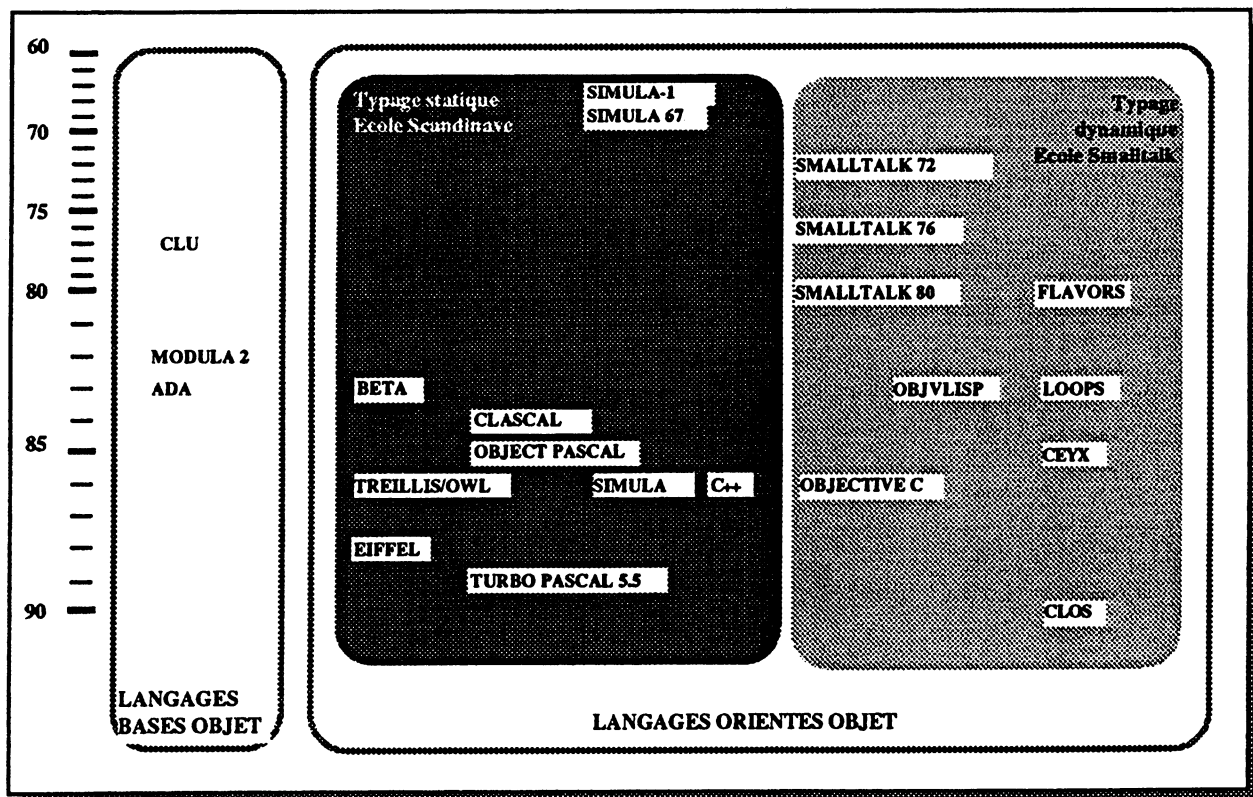 60
70
75
80
85
90
CLU
MODULA 2
ADA
LANGAGES
BASES OBJET
Typage statique
Ecole Scandinave
SIMULA-1
SIMULA 67
BETA
CLASCAL
OBJECT PASCAL
TREILLIS/OWL
SIMULA
C++
EIFFEL
TURBO PASCAL 5.5
Typage
dynamique
Ecole Smalltalk
SMALLTALK 72
SMALLTALK 76
SMALLTALK 80
FLAVORS
OBJVLISP
LOOPS
CEYX
OBJECTIVE C
CLOS
LANGAGES ORIENTES OBJET